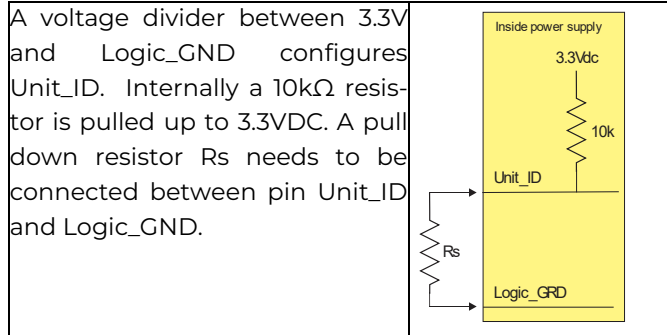 A voltage divider between 3.3V
and Logic_GND configures
Unit_ID. Internally a 10kΩ resis-
tor is pulled up to 3.3VDC. A pull
down resistor Rs needs to be
connected between pin Unit_ID
and Logic_GND.
Inside power supply
3.3Vdc
10k
Unit_ID
Rs
Logic_GRD